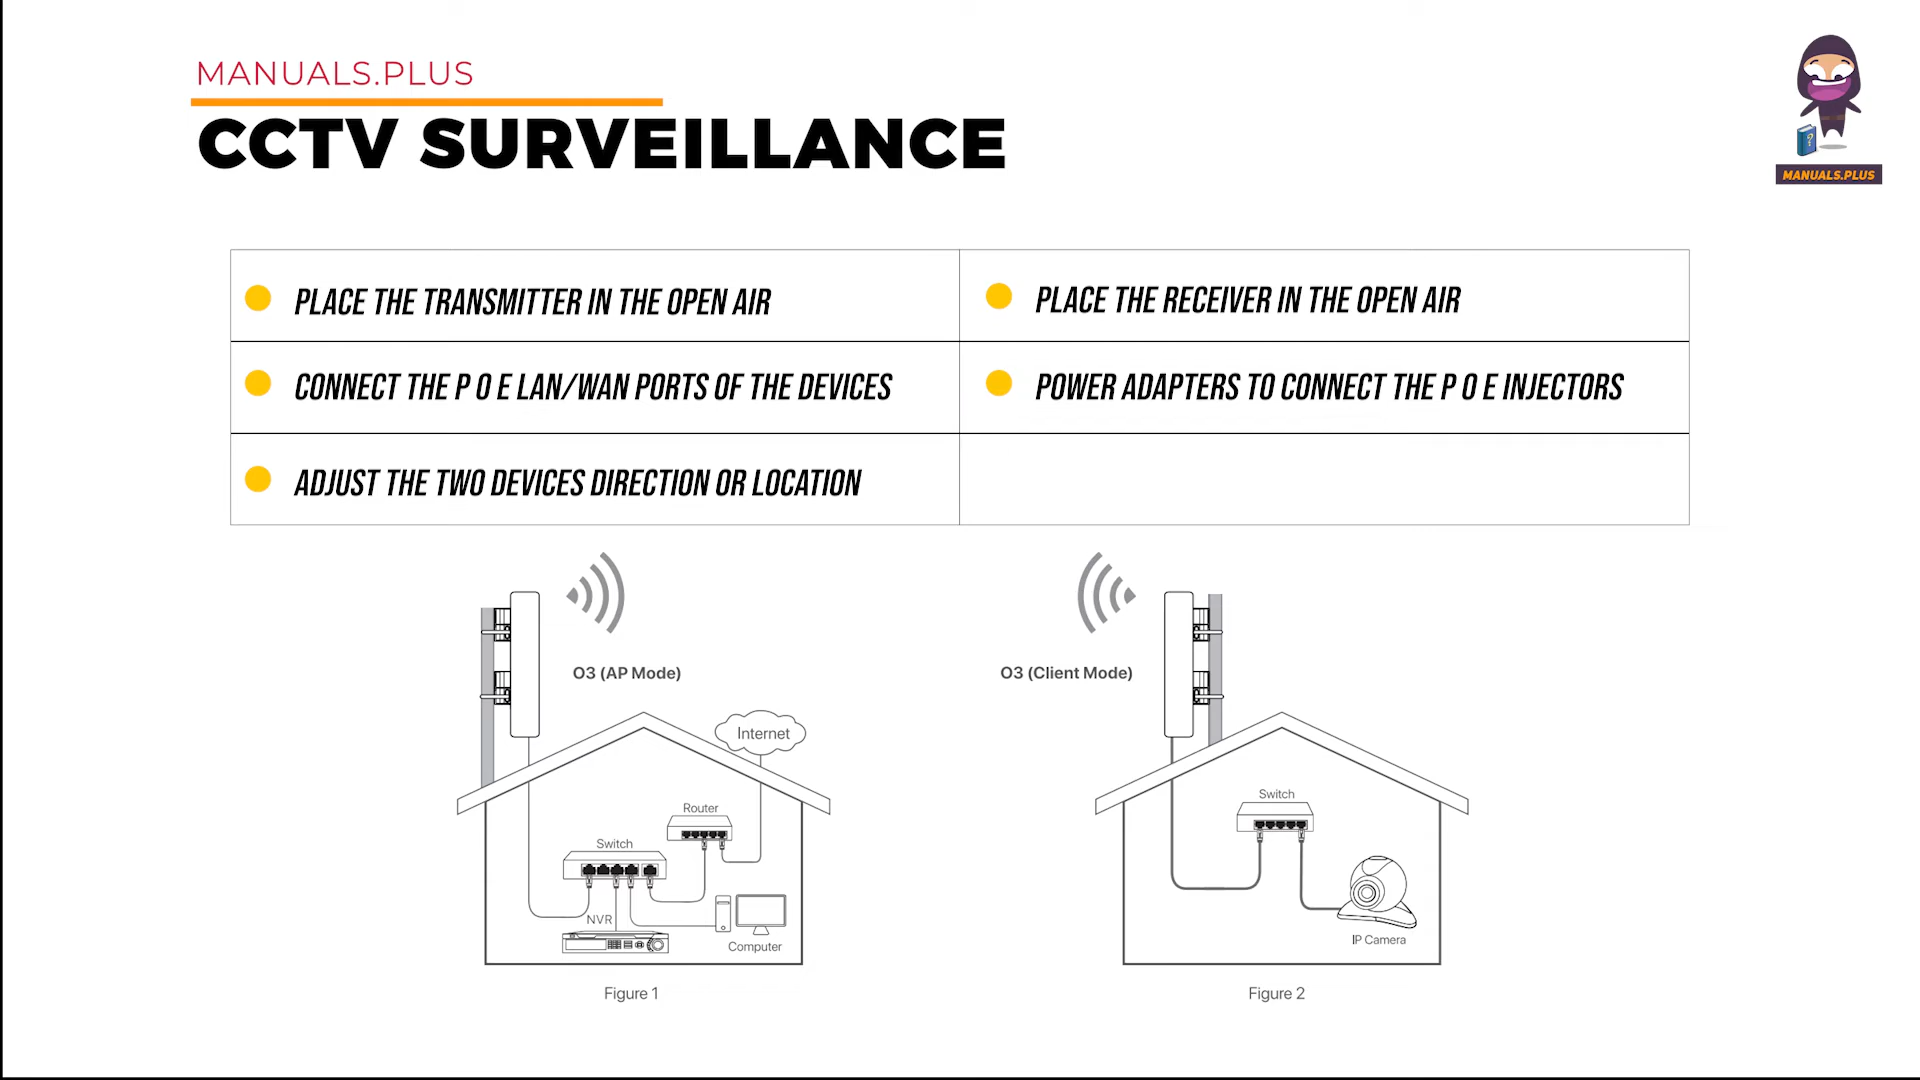 MANUALS.PLUS
CCTV SURVEILLANCE
MANUALS.PLUS
PLACE THE TRANSMITTER IN THE OPEN AIR
PLACE THE RECEIVER IN THE OPEN AIR
CONNECT THE P O E LAN/WAN PORTS OF THE DEVICES
POWER ADAPTERS TO CONNECT THE P O E INJECTORS
ADJUST THE TWO DEVICES DIRECTION OR LOCATION
O3 (AP Mode)
Internet
Router
Switch
NVR
Computer
Figure 1
O3 (Client Mode)
Switch
IP Camera
Figure 2